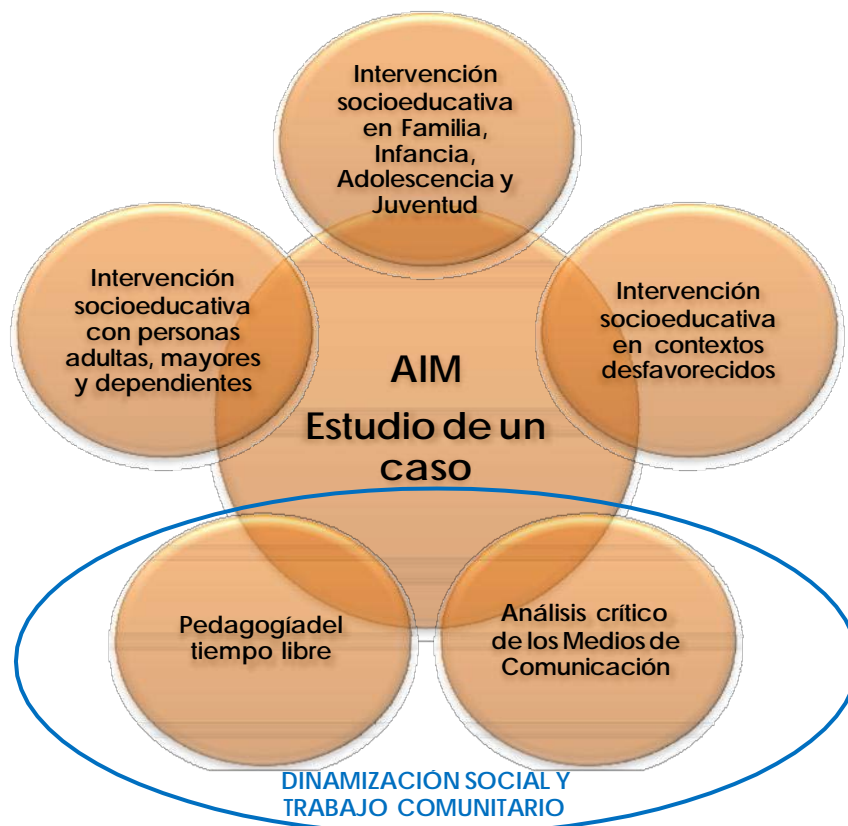 Intervención
socioeducativa
en Familia,
Infancia,
Adolescencia y
Juventud
Intervención
socioeducativa
con personas
adultas, mayores
y dependientes
Intervención
socioeducativa
en contextos
desfavorecidos
AIM
Estudio de un
caso
Pedagogíadel
tiempo libre
Análisis crítico
de los Medios de
Comunicación
DINAMIZACIÓN SOCIAL Y
TRABAJO COMUNITARIO